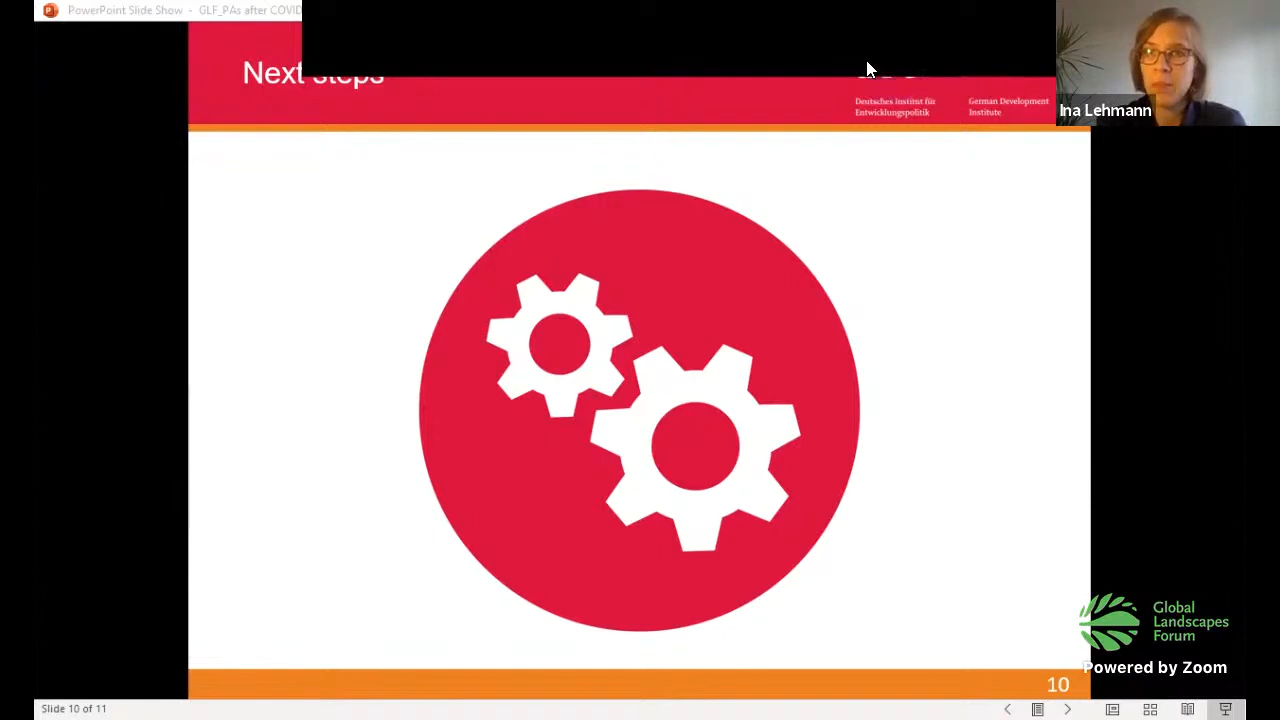 PowerPoint Slide Show - GLF_PAs after COVID
Next steps
Deutsches Institut für
Entwicklungspolitik
German Development
Institute
Ina Lehmann
Global
Landscapes
Forum
Powered by Zoom
10
Slide 10 of 11